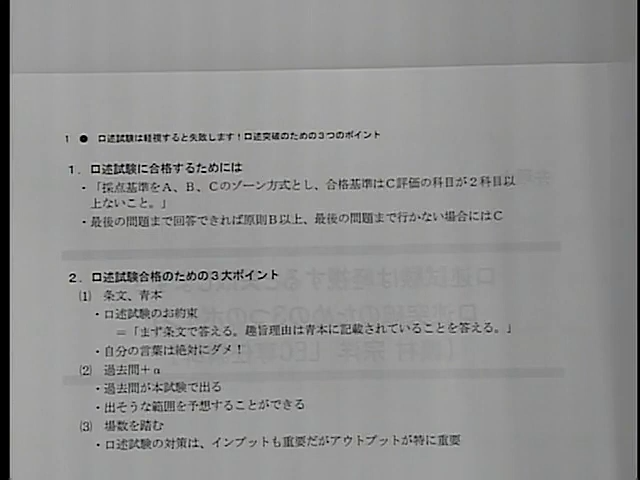 1 ● 口述試験は軽視すると失敗します！口述突破のための３つのポイント
１．口述試験に合格するためには
・「採点基準をＡ、Ｂ、Ｃのゾーン方式とし、合格基準はＣ評価の科目が２科目以
上ないこと。」
・最後の問題まで回答できれば原則Ｂ以上、最後の問題まで行かない場合にはＣ
２．口述試験合格のための３大ポイント
⑴ 条文、青本
・口述試験のお約束
＝「まず条文で答える。趣旨理由は青本に記載されていることを答える。」
・自分の言葉は絶対にダメ！
⑵ 過去問＋α
・過去問が本試験で出る
・出そうな範囲を予想することができる
⑶ 場数を踏む
・口述試験の対策は、インプットも重要だがアウトプットが特に重要